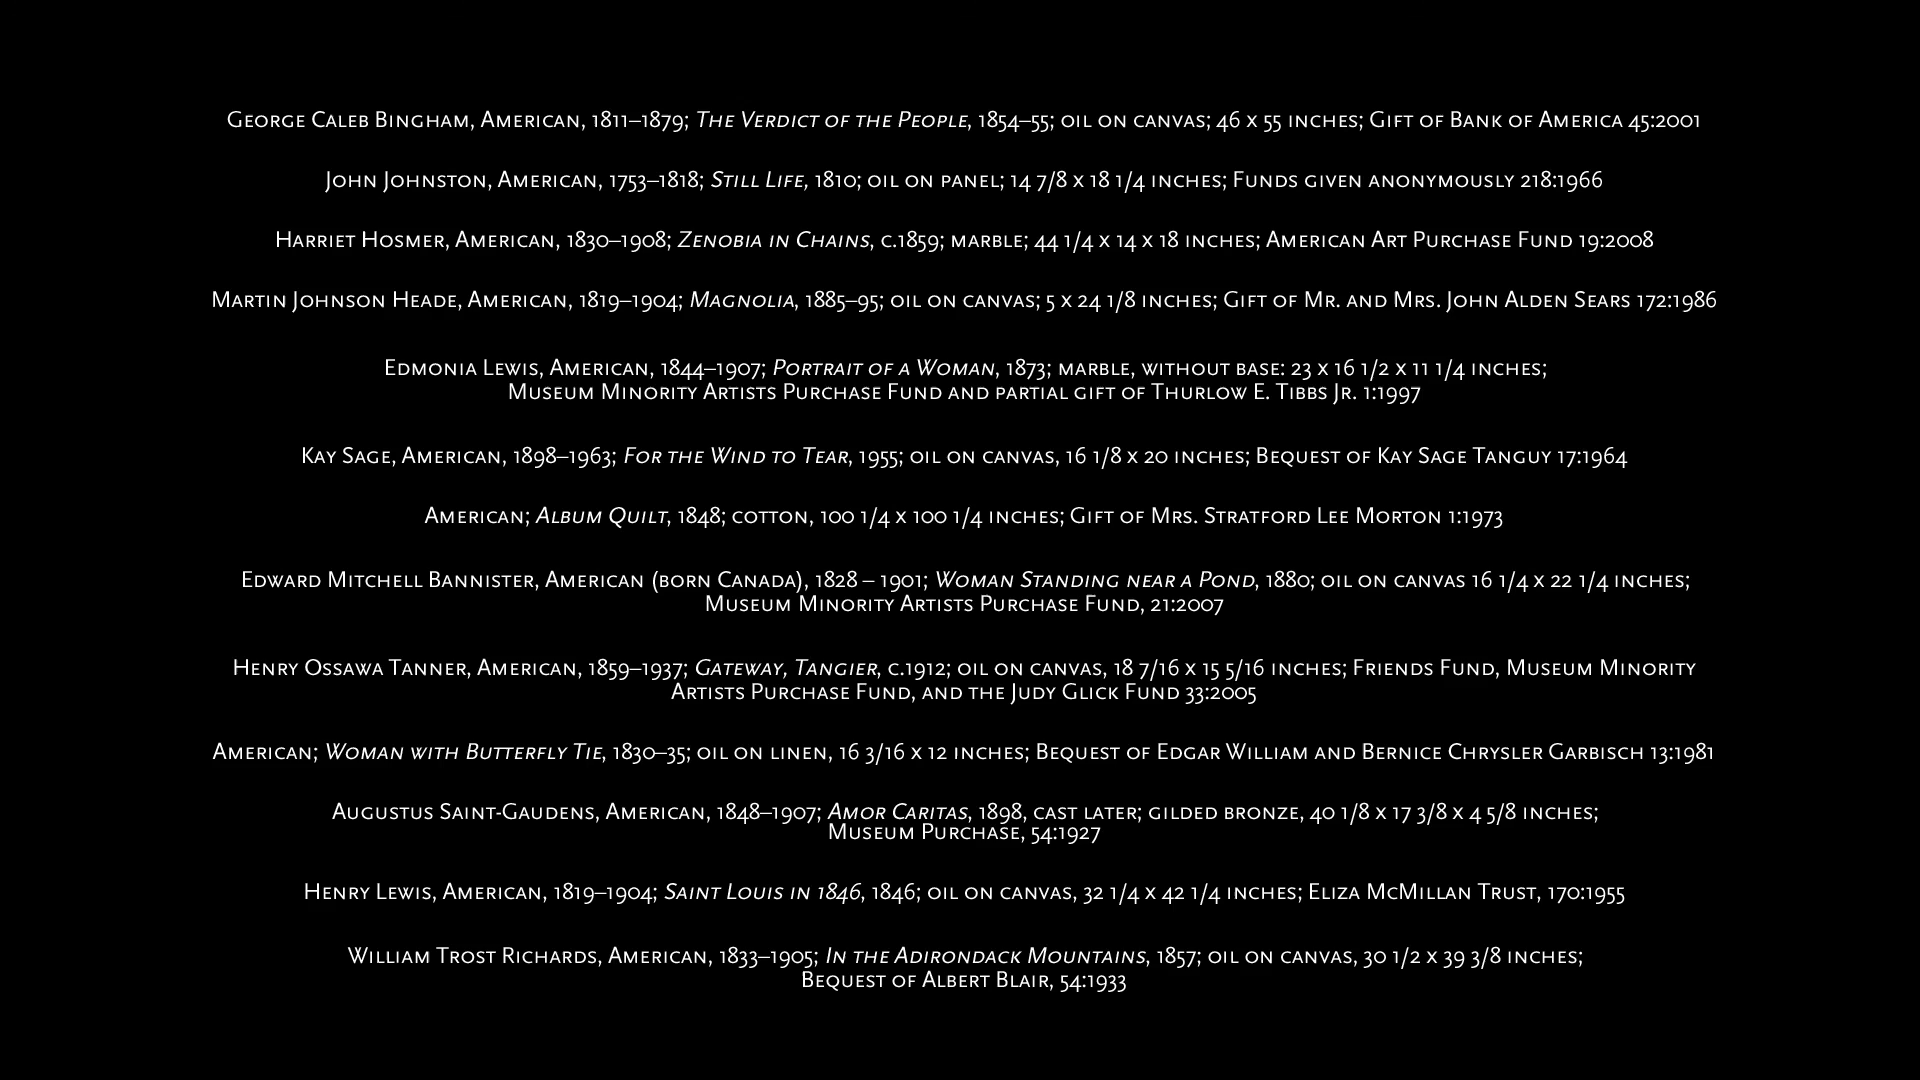 George Caleb Bingham, American, 1811–1879; The Verdict of the People, 1854–55; oil on canvas; 46 x 55 inches; Gift of Bank of America 45:2001
John Johnston, American, 1753–1818; Still Life, 1810; oil on panel; 14 7/8 x 18 1/4 inches; Funds given anonymously 218:1966
Harriet Hosmer, American, 1830–1908; Zenobia in Chains, c.1859; marble; 44 1/4 x 14 x 18 inches; American Art Purchase Fund 19:2008
Martin Johnson Heade, American, 1819–1904; Magnolia, 1885–95; oil on canvas; 5 x 24 1/8 inches; Gift of Mr. and Mrs. John Alden Sears 172:1986
Edmonia Lewis, American, 1844–1907; Portrait of a Woman, 1873; marble, without base: 23 x 16 1/2 x 11 1/4 inches;
Museum Minority Artists Purchase Fund and partial gift of Thurlow E. Tibbs Jr. 1:1997
Kay Sage, American, 1898–1963; For the Wind to Tear, 1955; oil on canvas, 16 1/8 x 20 inches; Bequest of Kay Sage Tanguy 17:1964
American; Album Quilt, 1848; cotton, 100 1/4 x 100 1/4 inches; Gift of Mrs. Stratford Lee Morton 1:1973
Edward Mitchell Bannister, American (born Canada), 1828 – 1901; Woman Standing near a Pond, 1880; oil on canvas 16 1/4 x 22 1/4 inches;
Museum Minority Artists Purchase Fund, 21:2007
Henry Ossawa Tanner, American, 1859–1937; Gateway, Tangier, c.1912; oil on canvas, 18 7/16 x 15 5/16 inches; Friends Fund, Museum Minority
Artists Purchase Fund, and the Judy Glick Fund 33:2005
American; Woman with Butterfly Tie, 1830–35; oil on linen, 16 3/16 x 12 inches; Bequest of Edgar William and Bernice Chrysler Garbisch 13:1981
Augustus Saint-Gaudens, American, 1848–1907; Amor Caritas, 1898, cast later; gilded bronze, 40 1/8 x 17 3/8 x 4 5/8 inches;
Museum Purchase, 54:1927
Henry Lewis, American, 1819–1904; Saint Louis in 1846, 1846; oil on canvas, 32 1/4 x 42 1/4 inches; Eliza McMillan Trust, 170:1955
William Trost Richards, American, 1833–1905; In the Adirondack Mountains, 1857; oil on canvas, 30 1/2 x 39 3/8 inches;
Bequest of Albert Blair, 54:1933